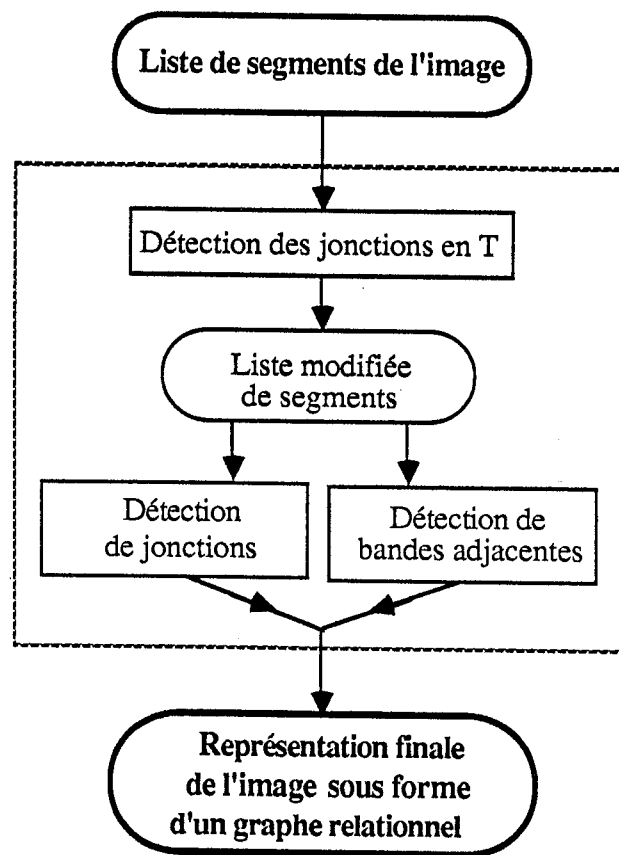 Liste de segments de l'image
Détection des jonctions en T
Liste modifiée
de segments
Détection
de jonctions
Détection de
bandes adjacentes
Représentation finale
de l'image sous forme
d'un graphe relationnel